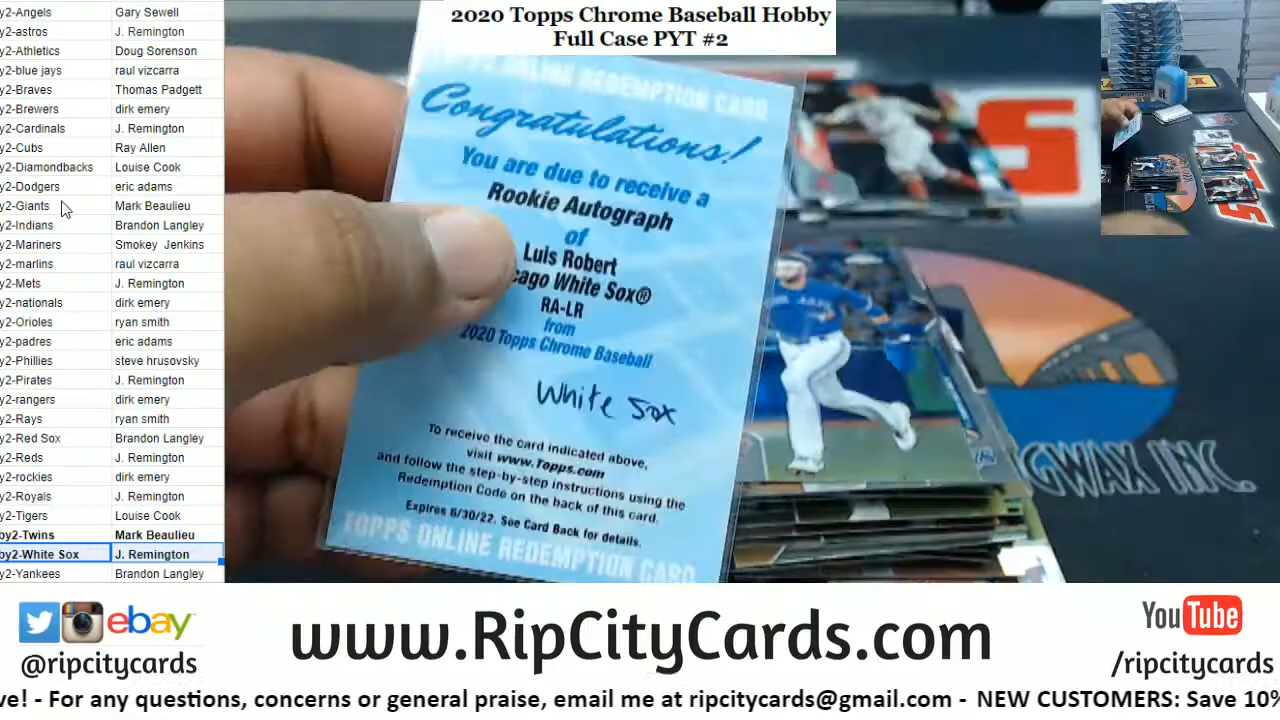 2020 Topps Chrome Baseball Hobby
Full Case PYT #2
y2-Angels Gary Sewell
y2-astros J. Remington
y2-Athletics Doug Sorenson
y2-blue jays raul vizcarra
y2-Braves Thomas Padgett
y2-Brewers dirk emery
y2-Cardinals J. Remington
y2-Cubs Ray Allen
y2-Diamondbacks Louise Cook
y2-Dodgers eric adams
y2-Giants Mark Beaulieu
y2-Indians Brandon Langley
y2-Mariners Smokey Jenkins
y2-marlins raul vizcarra
y2-Mets J. Remington
y2-nationals dirk emery
y2-Orioles ryan smith
y2-padres eric adams
y2-Phillies steve hrusovsky
y2-Pirates J. Remington
y2-rangers dirk emery
y2-Rays ryan smith
y2-Red Sox Brandon Langley
y2-Reds J. Remington
y2-rockies dirk emery
y2-Royals J. Remington
y2-Tigers Louise Cook
by2-Twins Mark Beaulieu
by2-White Sox J. Remington
y2-Yankees Brandon Langley
ONLINE REDEMPTION CARD
Congratulations!
You are due to receive a
Rookie Autograph
of
Luis Robert
cago White Sox®
RA-LR
from
2020 Topps Chrome Baseball
White Sox
To receive the card indicated above,
visit www.Topps.com
and follow the step-by-step instructions using the
Redemption Code on the back of this card.
Expires 6/30/22. See Card Back for details.
TOPPS ONLINE REDEMPTION CARD
S
GWAX INC.
ebay
@ripcitycards
www.RipCityCards.com
YouTube
/ripcitycards
ve! - For any questions, concerns or general praise, email me at ripcitycards@gmail.com - NEW CUSTOMERS: Save 10%